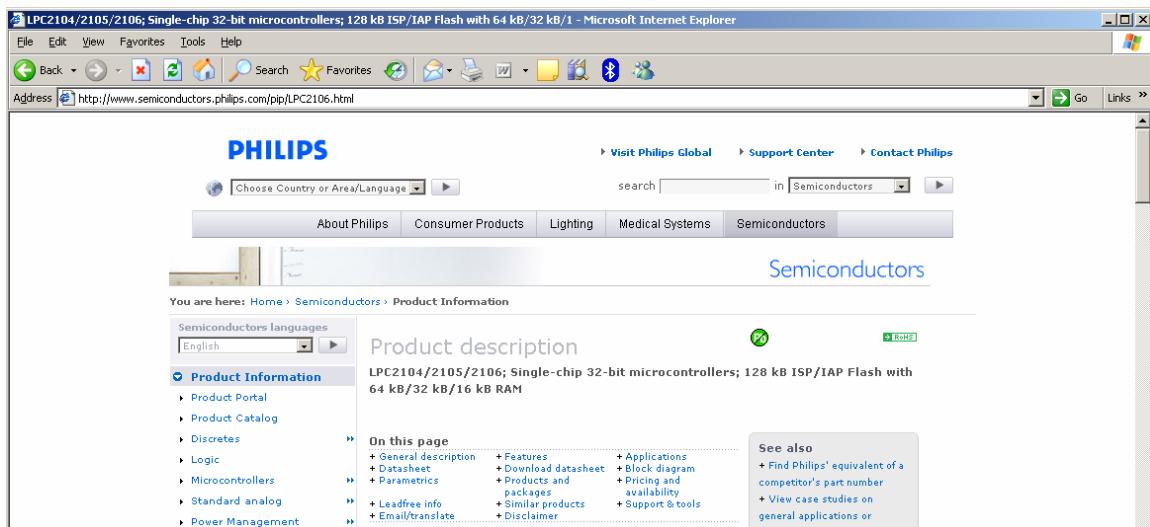 LPC2104/2105/2106; Single-chip 32-bit microcontrollers; 128 kB ISP/IAP Flash with 64 kB/32 kB/1 - Microsoft Internet Explorer
File Edit View Favorites Tools Help
Back Search Favorites
Address http://www.semiconductors.philips.com/pip/LPC2106.html Go Links »
PHILIPS
Visit Philips Global Support Center Contact Philips
Choose Country or Area/Language search in Semiconductors
About Philips Consumer Products Lighting Medical Systems Semiconductors
Semiconductors
You are here: Home › Semiconductors › Product Information
Semiconductors languages
English
Product Information
Product Portal
Product Catalog
Discretes
Logic
Microcontrollers
Standard analog
Power Management
Product description
RoHS
LPC2104/2105/2106; Single-chip 32-bit microcontrollers; 128 kB ISP/IAP Flash with
64 kB/32 kB/16 kB RAM
On this page
+ General description + Features + Applications
+ Datasheet + Download datasheet + Block diagram
+ Parametrics + Products and packages + Pricing and availability
+ Leadfree info + Similar products + Support & tools
+ Email/translate + Disclaimer
See also
+ Find Philips' equivalent of a
competitor's part number
+ View case studies on
general applications or